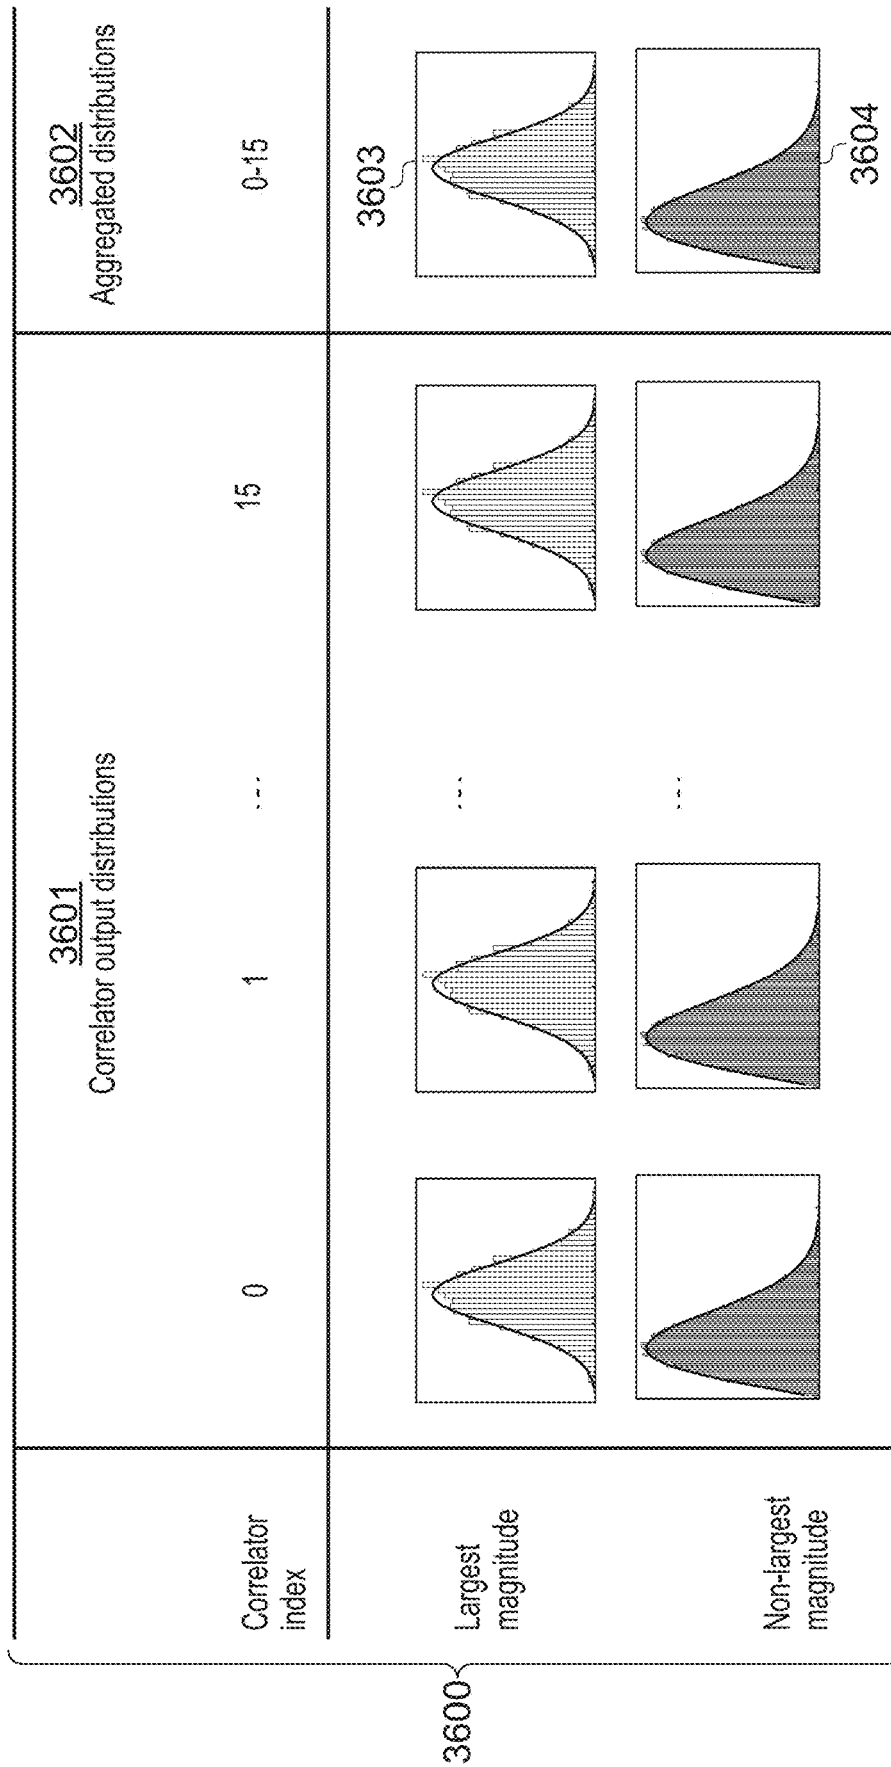 3600
3601
Correlator output distributions
3602
Aggregated distributions
Correlator
index
0
1
...
15
0-15
Largest
magnitude
...
3603
Non-largest
magnitude
...
3604